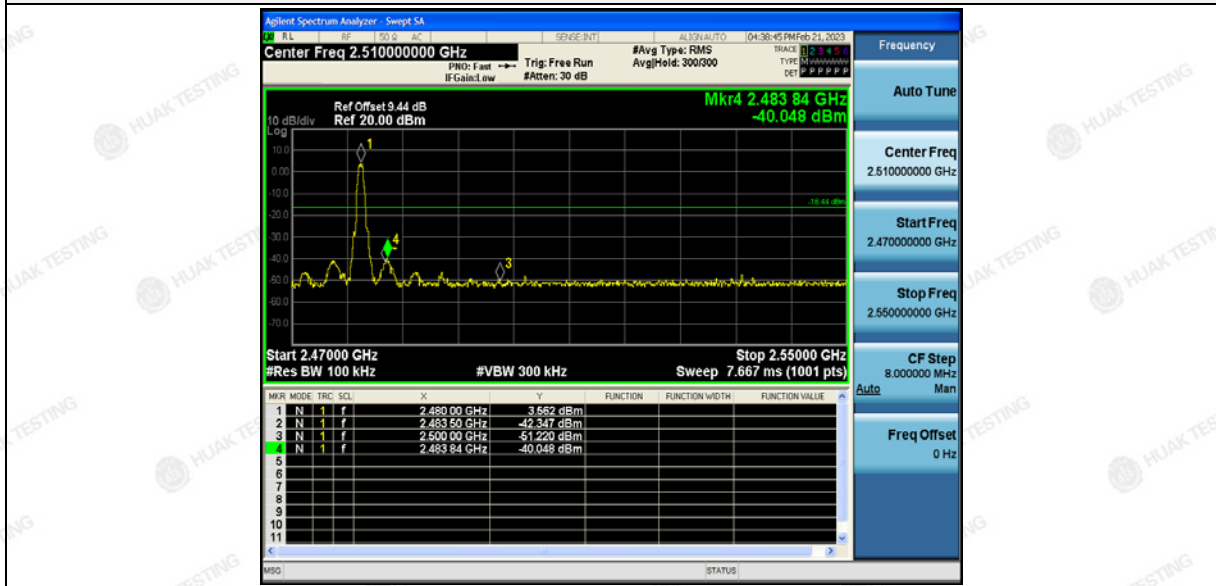 Agilent Spectrum Analyzer - Swept SA
RL RF 50 Ω AC SENSE:INT ALIGN AUTO 04:38:45 PM Feb 21, 2023
Center Freq 2.510000000 GHz
PNO: Fast
IFGain:Low
Trig: Free Run
#Atten: 30 dB
#Avg Type: RMS
Avg|Hold: 300/300
TRACE 1 2 3 4 5 6
TYPE M W W W W W
DET P P P P P P
Mkr4 2.483 84 GHz
-40.048 dBm
Ref Offset 9.44 dB
10 dB/div Ref 20.00 dBm
Log
10.0
0.00
-10.0
-20.0
-30.0
-40.0
-50.0
-60.0
-70.0
1
4
3
-16.44 dBm
Start 2.47000 GHz Stop 2.55000 GHz
#Res BW 100 kHz #VBW 300 kHz Sweep 7.667 ms (1001 pts)
MKR MODE TRC SCL X Y FUNCTION FUNCTION WIDTH FUNCTION VALUE
1 N 1 f 2.480 00 GHz 3.562 dBm
2 N 1 f 2.483 50 GHz -42.347 dBm
3 N 1 f 2.500 00 GHz -51.220 dBm
4 N 1 f 2.483 84 GHz -40.048 dBm
5
6
7
8
9
10
11
MSG STATUS
Frequency
Auto Tune
Center Freq
2.510000000 GHz
Start Freq
2.470000000 GHz
Stop Freq
2.550000000 GHz
CF Step
8.000000 MHz
Auto Man
Freq Offset
0 Hz
HUAK TESTING
HUAK TESTING
HUAK TESTING
HUAK TESTING